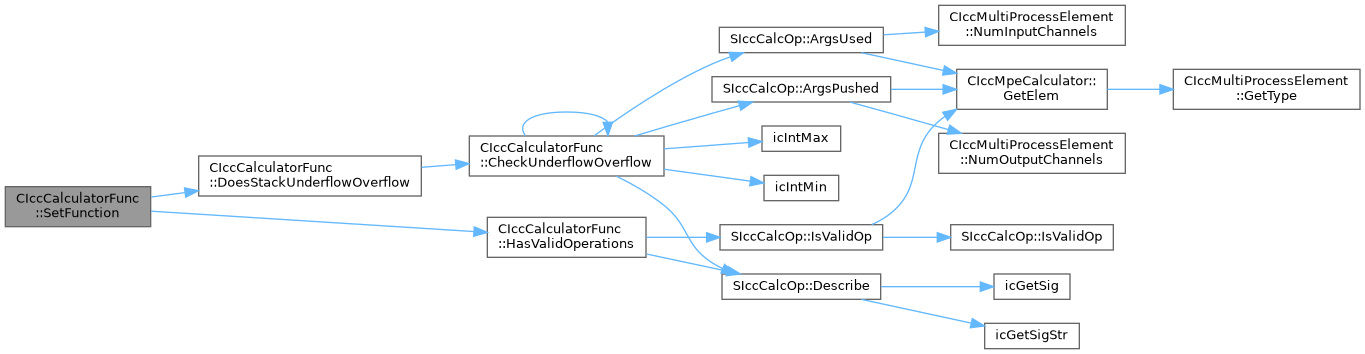 CIccCalculatorFunc
::SetFunction
CIccCalculatorFunc
::DoesStackUnderflowOverflow
CIccCalculatorFunc
::CheckUnderflowOverflow
SIccCalcOp::ArgsUsed
CIccMultiProcessElement
::NumInputChannels
CIccMpeCalculator::
GetElem
CIccMultiProcessElement
::GetType
SIccCalcOp::ArgsPushed
CIccMultiProcessElement
::NumOutputChannels
icIntMax
icIntMin
CIccCalculatorFunc
::HasValidOperations
SIccCalcOp::IsValidOp
SIccCalcOp::IsValidOp
SIccCalcOp::Describe
icGetSig
icGetSigStr